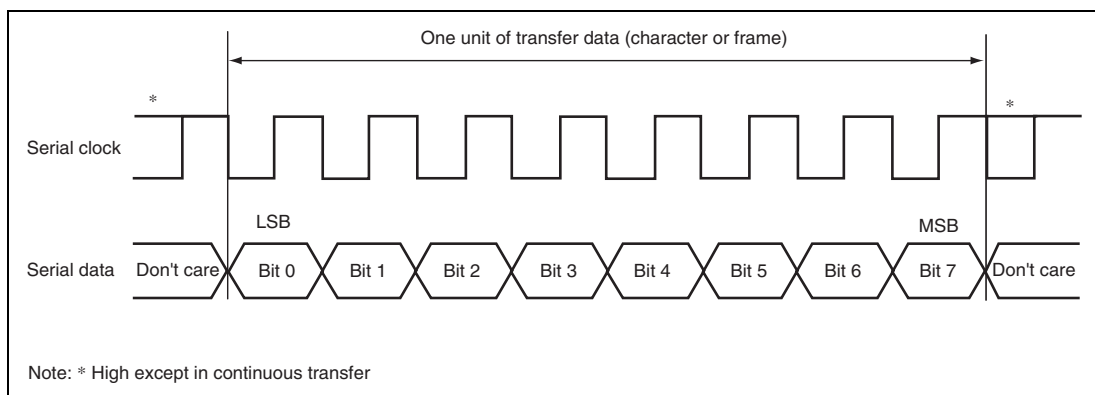 One unit of transfer data (character or frame)
* *
Serial clock
LSB MSB
Serial data Don't care Bit 0 Bit 1 Bit 2 Bit 3 Bit 4 Bit 5 Bit 6 Bit 7 Don't care
Note: * High except in continuous transfer